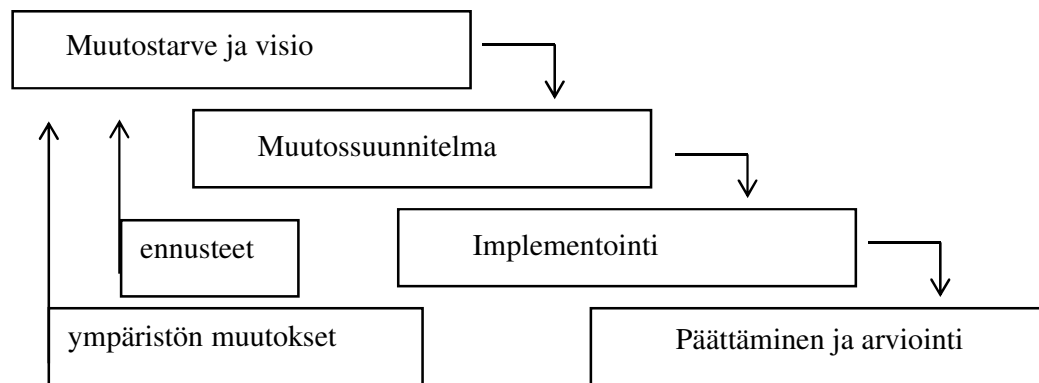 Muutostarve ja visio
Muutossuunnitelma
ennusteet
Implementointi
ympäristön muutokset
Päättäminen ja arviointi